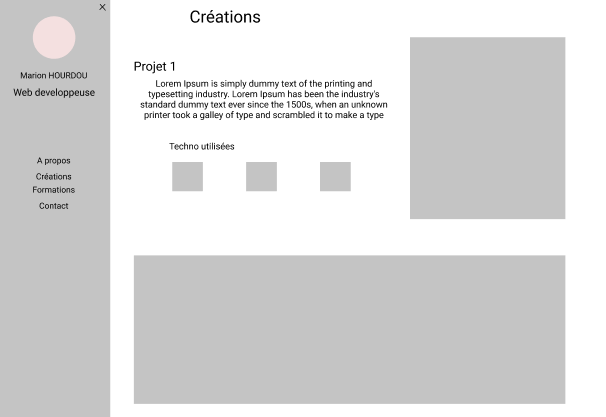 X
Marion HOURDOU
Web developpeuse
A propos
Créations
Formations
Contact
Créations
Projet 1
Lorem Ipsum is simply dummy text of the printing and
typesetting industry. Lorem Ipsum has been the industry's
standard dummy text ever since the 1500s, when an unknown
printer took a galley of type and scrambled it to make a type
Techno utilisées